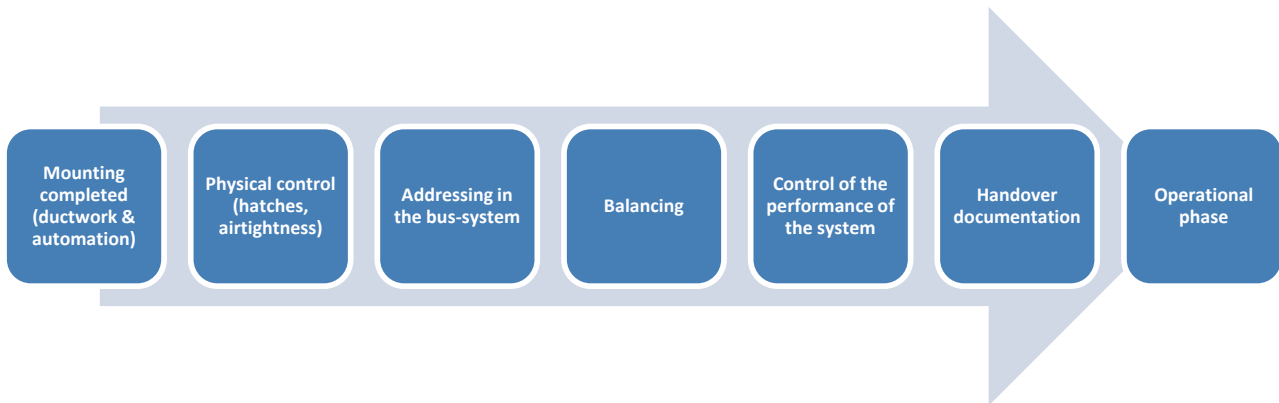 Mounting
completed
(ductwork &
automation)
Physical control
(hatches,
airtightness)
Addressing in
the bus-system
Balancing
Control of the
performance of
the system
Handover
documentation
Operational
phase